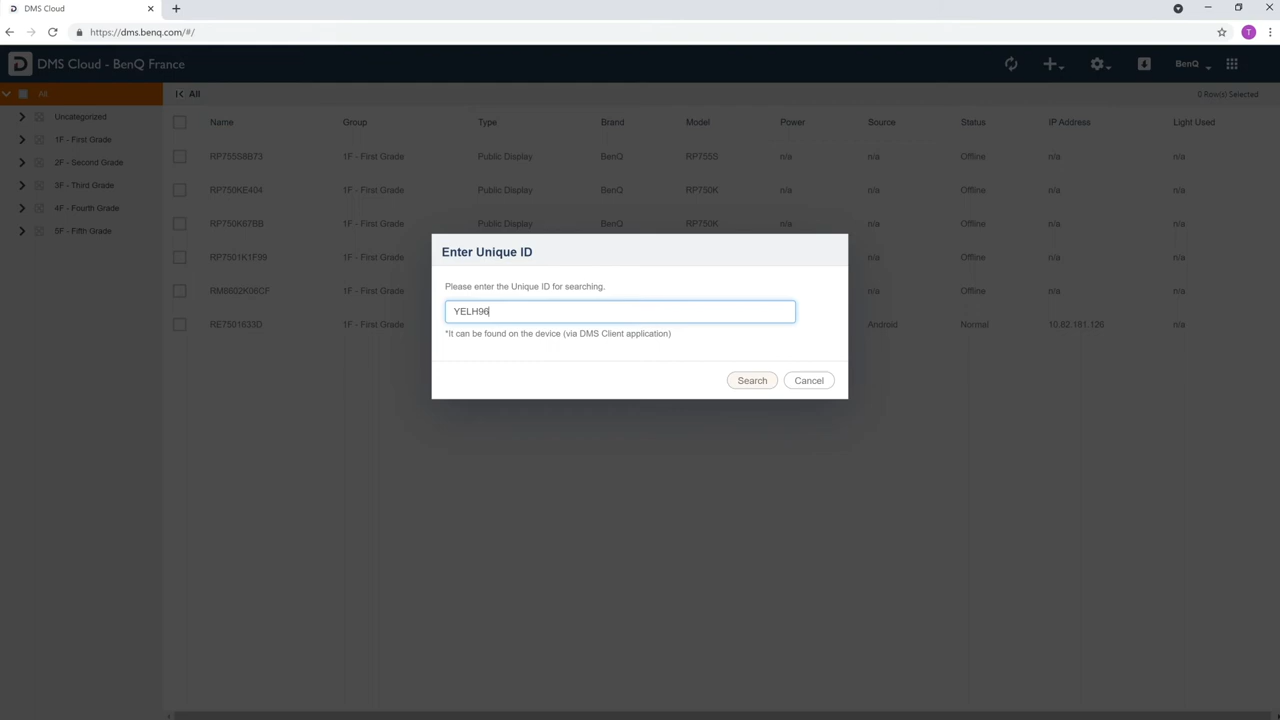 DMS Cloud
https://dms.benq.com/#/
T
DMS Cloud - BenQ France
BenQ
All
All
0 Row(s) Selected
Uncategorized
1F - First Grade
2F - Second Grade
3F - Third Grade
4F - Fourth Grade
5F - Fifth Grade
Name Group Type Brand Model Power Source Status IP Address Light Used
RP755S8B73 1F - First Grade Public Display BenQ RP755S n/a n/a Offline n/a n/a
RP750KE404 1F - First Grade Public Display BenQ RP750K n/a n/a Offline n/a n/a
RP750K67BB 1F - First Grade Public Display BenQ RP750K n/a n/a Offline n/a n/a
RP7501K1F99 1F - First Grade n/a Offline n/a n/a
RM8602K06CF 1F - First Grade n/a Offline n/a n/a
RE7501633D 1F - First Grade Android Normal 10.82.181.126 n/a
Enter Unique ID
Please enter the Unique ID for searching.
YELH96
*It can be found on the device (via DMS Client application)
Search
Cancel